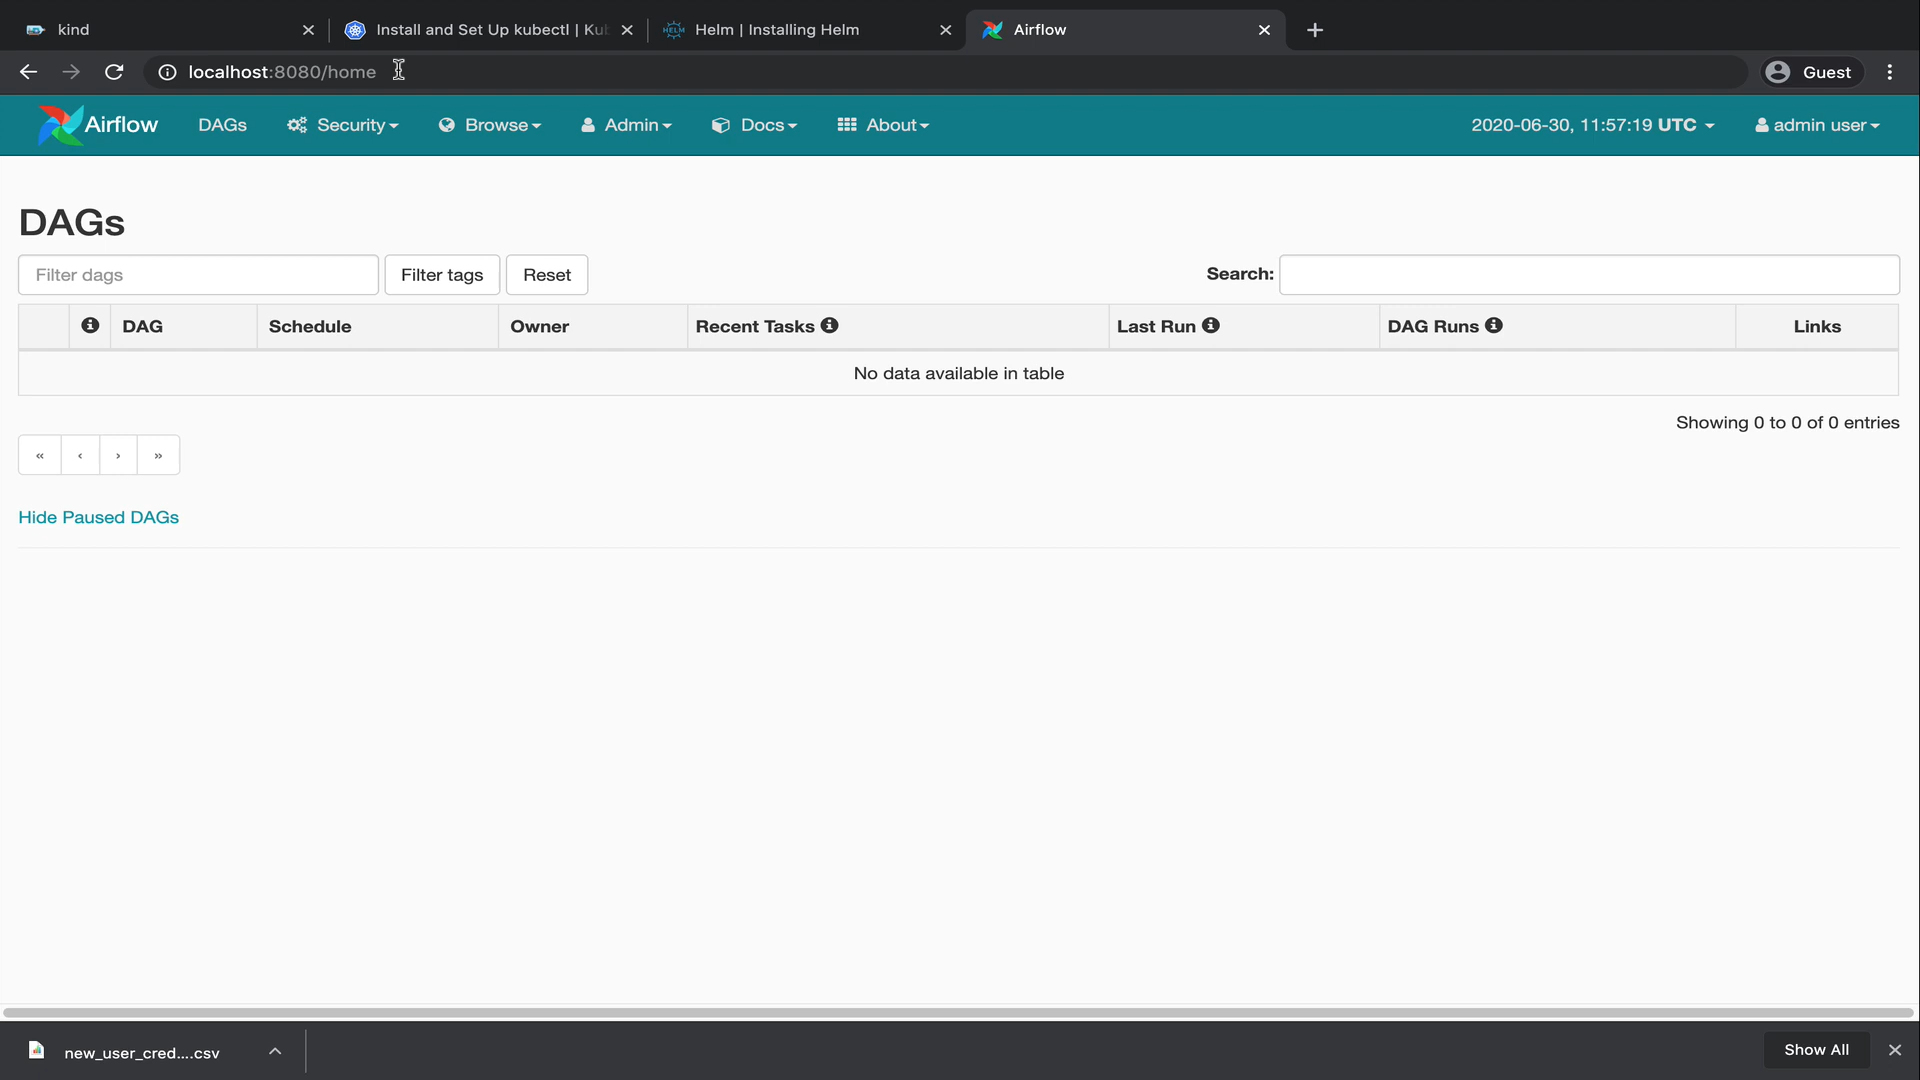 kind
Install and Set Up kubectl | Kub
HELM
Helm | Installing Helm
Airflow
localhost:8080/home
Guest
Airflow
DAGs
Security
Browse
Admin
Docs
About
2020-06-30, 11:57:19 UTC
admin user
DAGs
Filter dags
Filter tags
Reset
Search:
DAG
Schedule
Owner
Recent Tasks
Last Run
DAG Runs
Links
No data available in table
Showing 0 to 0 of 0 entries
« ‹ › »
Hide Paused DAGs
new_user_cred....csv
Show All